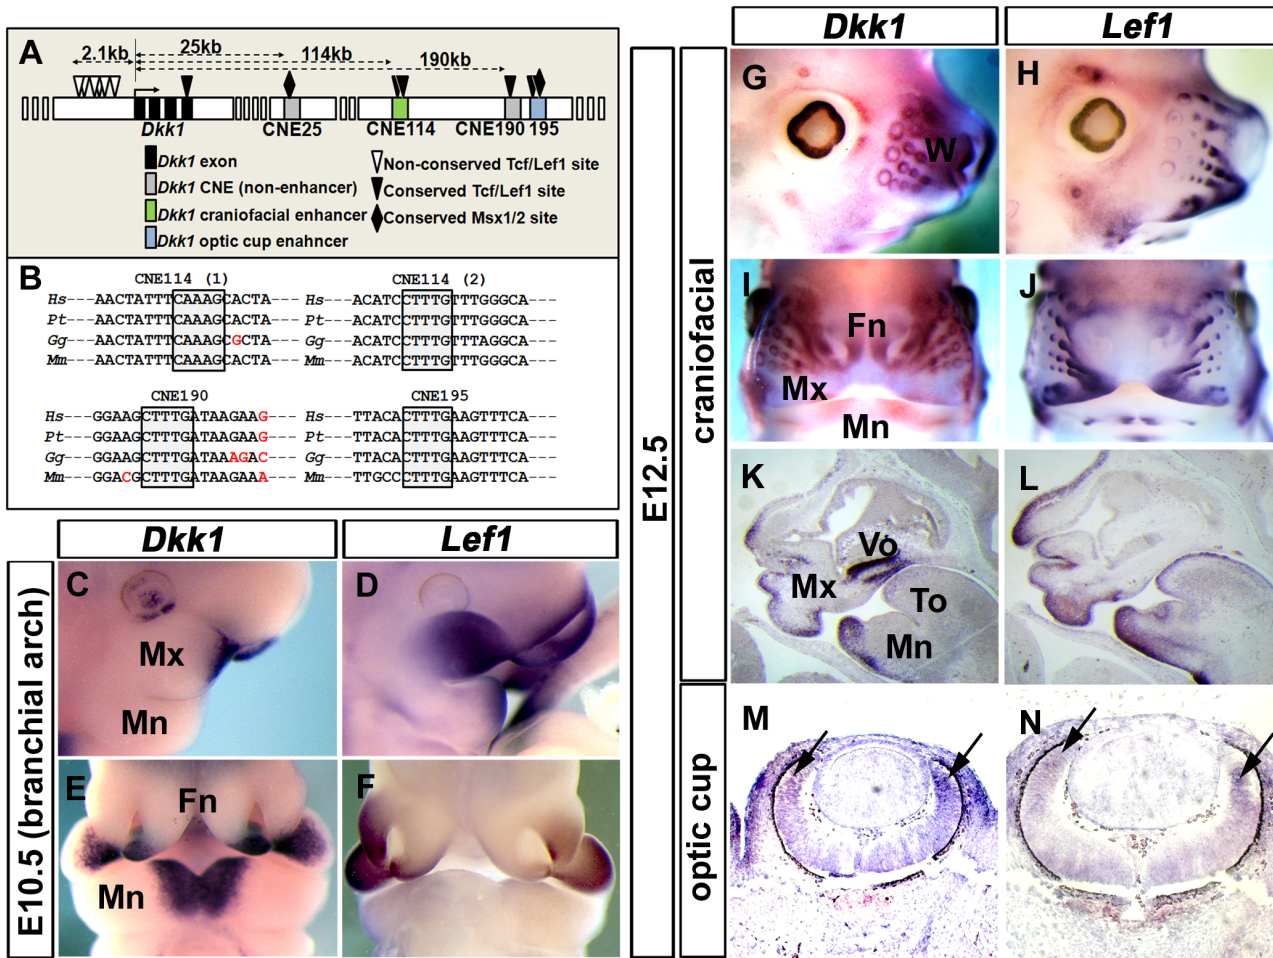 A
2.1kb
25kb
114kb
190kb
Dkk1
CNE25
CNE114
CNE190 195
Dkk1 exon
Dkk1 CNE (non-enhancer)
Dkk1 craniofacial enhancer
Dkk1 optic cup enahncer
Non-conserved Tcf/Lef1 site
Conserved Tcf/Lef1 site
Conserved Msx1/2 site
B
CNE114 (1)
Hs---AACTATTTCAAAGCACTA---
Pt---AACTATTTCAAAGCACTA---
Gg---AACTATTTCAAAGCGCTA---
Mm---AACTATTTCAAAGCACTA---
CNE114 (2)
Hs---ACATCCTTTGTTTGGGCA---
Pt---ACATCCTTTGTTTGGGCA---
Gg---ACATCCTTTGTTTAGGCA---
Mm---ACATCCTTTGTTTGGGCA---
CNE190
Hs---GGAAGCTTTGATAAGAAG---
Pt---GGAAGCTTTGATAAGAAG---
Gg---GGAAGCTTTGATAAAGAC---
Mm---GGACGCTTTGATAAGAAA---
CNE195
Hs---TTACACTTTGAAGTTTCA---
Pt---TTACACTTTGAAGTTTCA---
Gg---TTACACTTTGAAGTTTCA---
Mm---TTGCCCTTTGAAGTTTCA---
Dkk1
Lef1
E10.5 (branchial arch)
C
Mx
Mn
D
E
Fn
Mn
F
Dkk1
Lef1
E12.5
craniofacial
G
W
H
I
Fn
Mx
Mn
J
K
Vo
Mx
To
Mn
L
optic cup
M
N